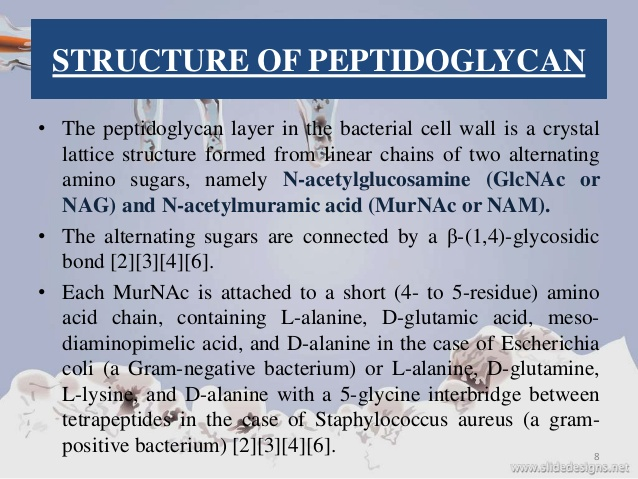 STRUCTURE OF PEPTIDOGLYCAN
• The peptidoglycan layer in the bacterial cell wall is a crystal
lattice structure formed from linear chains of two alternating
amino sugars, namely N-acetylglucosamine (GlcNAc or
NAG) and N-acetylmuramic acid (MurNAc or NAM).
• The alternating sugars are connected by a β-(1,4)-glycosidic
bond [2][3][4][6].
• Each MurNAc is attached to a short (4- to 5-residue) amino
acid chain, containing L-alanine, D-glutamic acid, meso-
diaminopimelic acid, and D-alanine in the case of Escherichia
coli (a Gram-negative bacterium) or L-alanine, D-glutamine,
L-lysine, and D-alanine with a 5-glycine interbridge between
tetrapeptides in the case of Staphylococcus aureus (a gram-
positive bacterium) [2][3][4][6].
8
www.slidedesigns.net